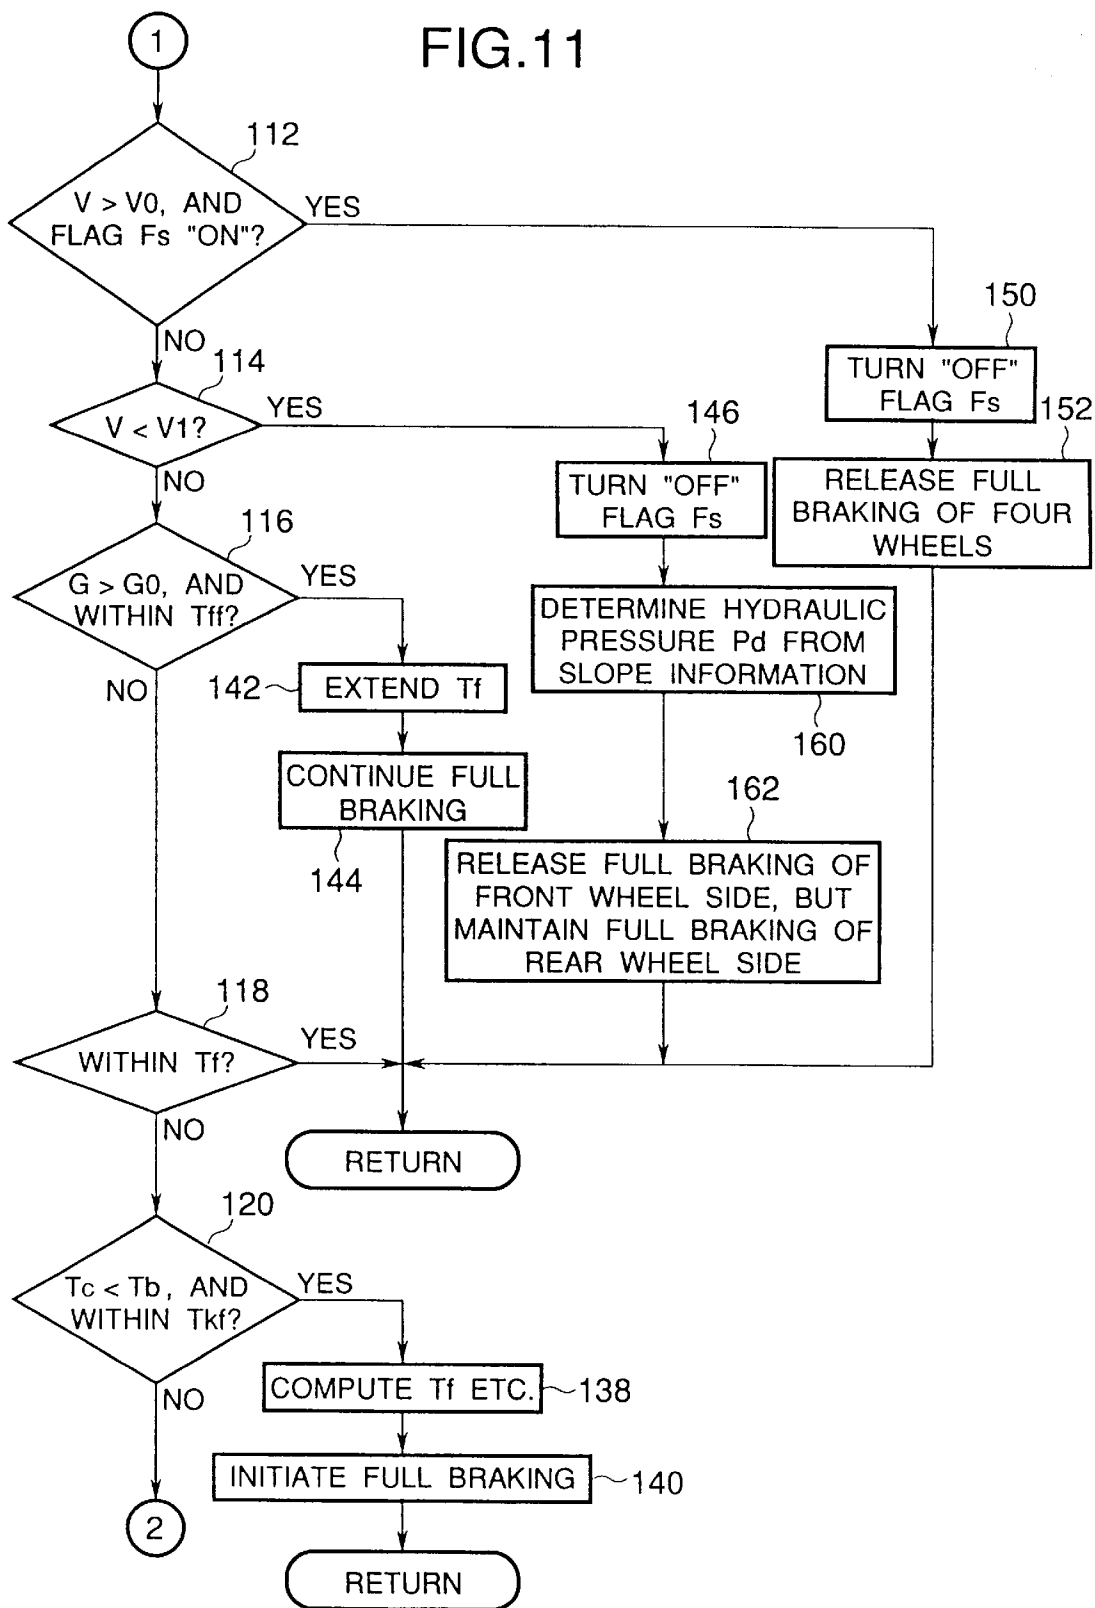 1
FIG.11
112
V > V0, AND
FLAG Fs "ON"?
YES
NO
150
TURN "OFF"
FLAG Fs
114
V < V1?
YES
NO
146
TURN "OFF"
FLAG Fs
152
RELEASE FULL
BRAKING OF FOUR
WHEELS
116
G > G0, AND
WITHIN Tff?
YES
NO
DETERMINE HYDRAULIC
PRESSURE Pd FROM
SLOPE INFORMATION
160
142
EXTEND Tf
CONTINUE FULL
BRAKING
144
162
RELEASE FULL BRAKING OF
FRONT WHEEL SIDE, BUT
MAINTAIN FULL BRAKING OF
REAR WHEEL SIDE
118
WITHIN Tf?
YES
NO
RETURN
120
Tc < Tb, AND
WITHIN Tkf?
YES
NO
COMPUTE Tf ETC.
138
INITIATE FULL BRAKING
140
2
RETURN